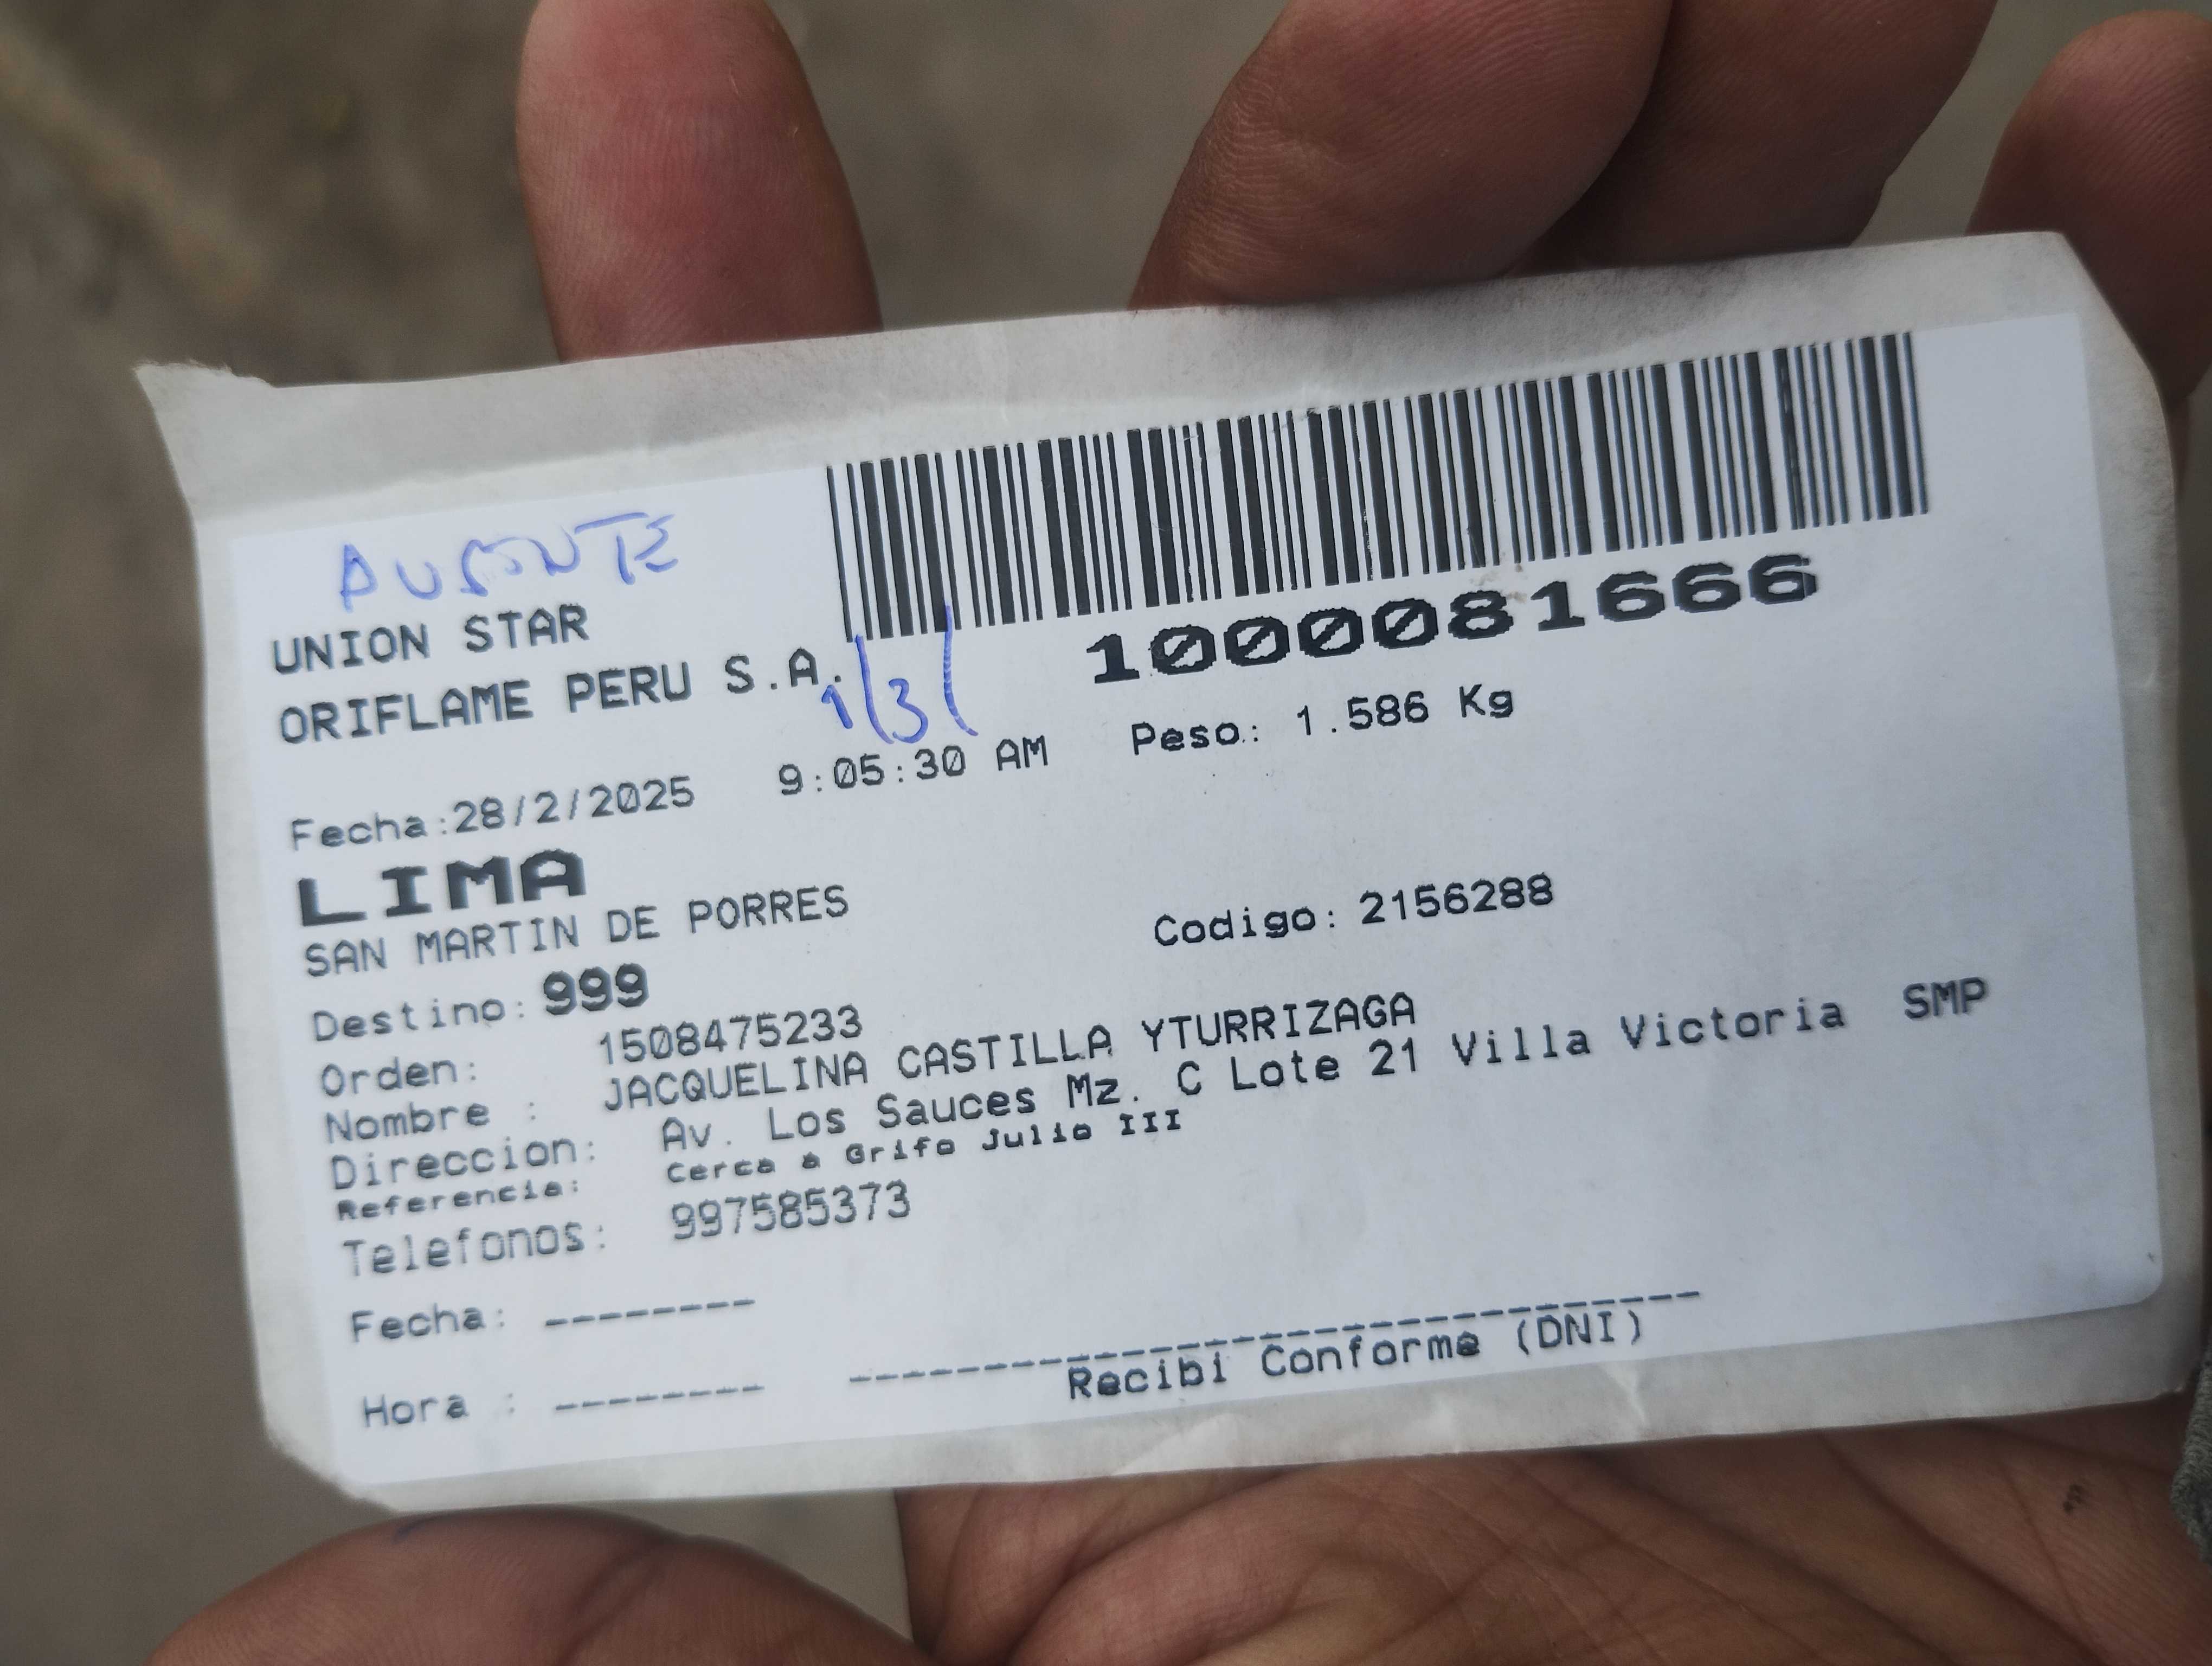 AUSENTE
UNION STAR
ORIFLAME PERU S.A.
1/3/
1000081666
Fecha:28/2/2025 9:05:30 AM Peso: 1.586 Kg
LIMA
SAN MARTIN DE PORRES
Codigo: 2156288
Destino: 999
Orden: 1508475233
Nombre : JACQUELINA CASTILLA YTURRIZAGA
Direccion: Av. Los Sauces Mz. C Lote 21 Villa Victoria SMP
Referencia: Cerca a Grifo Julio III
Telefonos: 997585373
Fecha: --------
Hora : --------
Recibi Conforme (DNI)